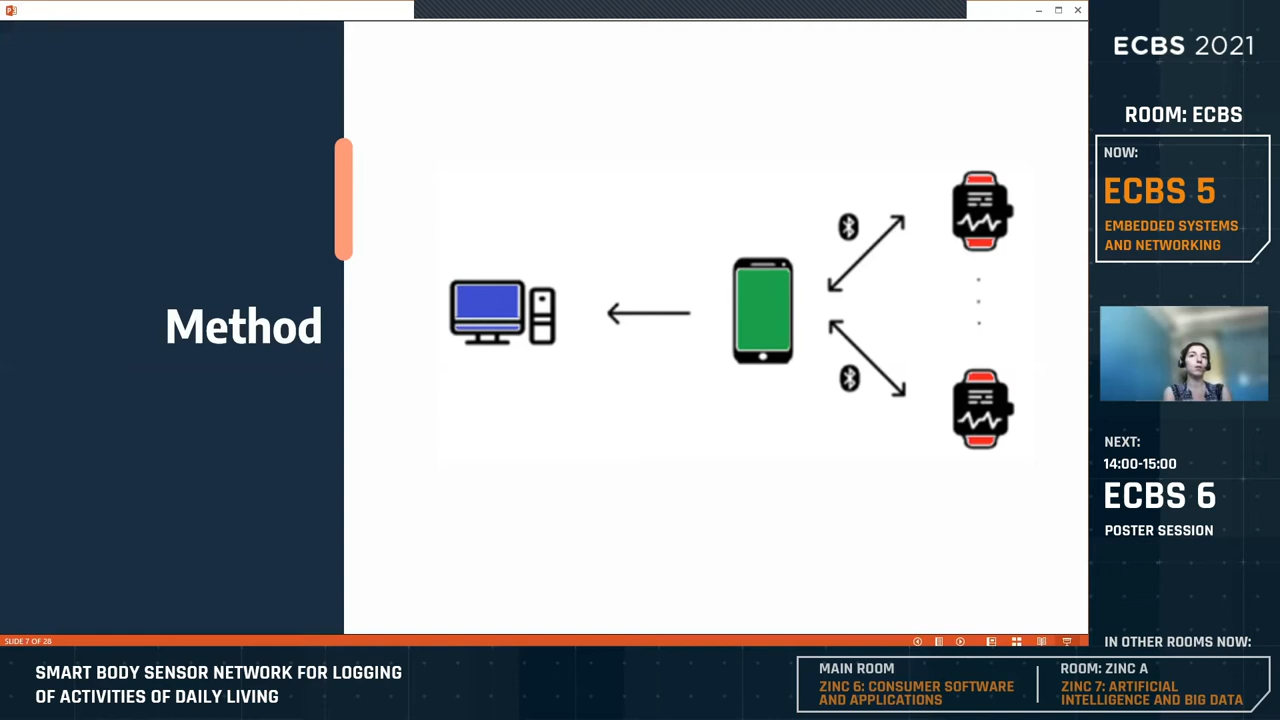 Method
SLIDE 7 OF 28
ECBS 2021
ROOM: ECBS
NOW:
ECBS 5
EMBEDDED SYSTEMS
AND NETWORKING
NEXT:
14:00-15:00
ECBS 6
POSTER SESSION
IN OTHER ROOMS NOW:
SMART BODY SENSOR NETWORK FOR LOGGING
OF ACTIVITIES OF DAILY LIVING
MAIN ROOM
ZINC 6: CONSUMER SOFTWARE
AND APPLICATIONS
ROOM: ZINC A
ZINC 7: ARTIFICIAL
INTELLIGENCE AND BIG DATA